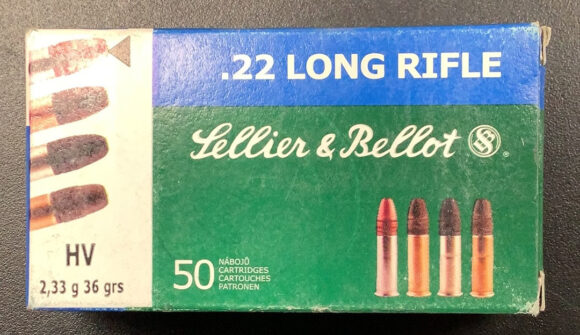 .22 LONG RIFLE
Sellier & Bellot
HV
2,33 g 36 grs
50
NÁBOJŮ
CARTRIDGES
CARTOUCHES
PATRONEN